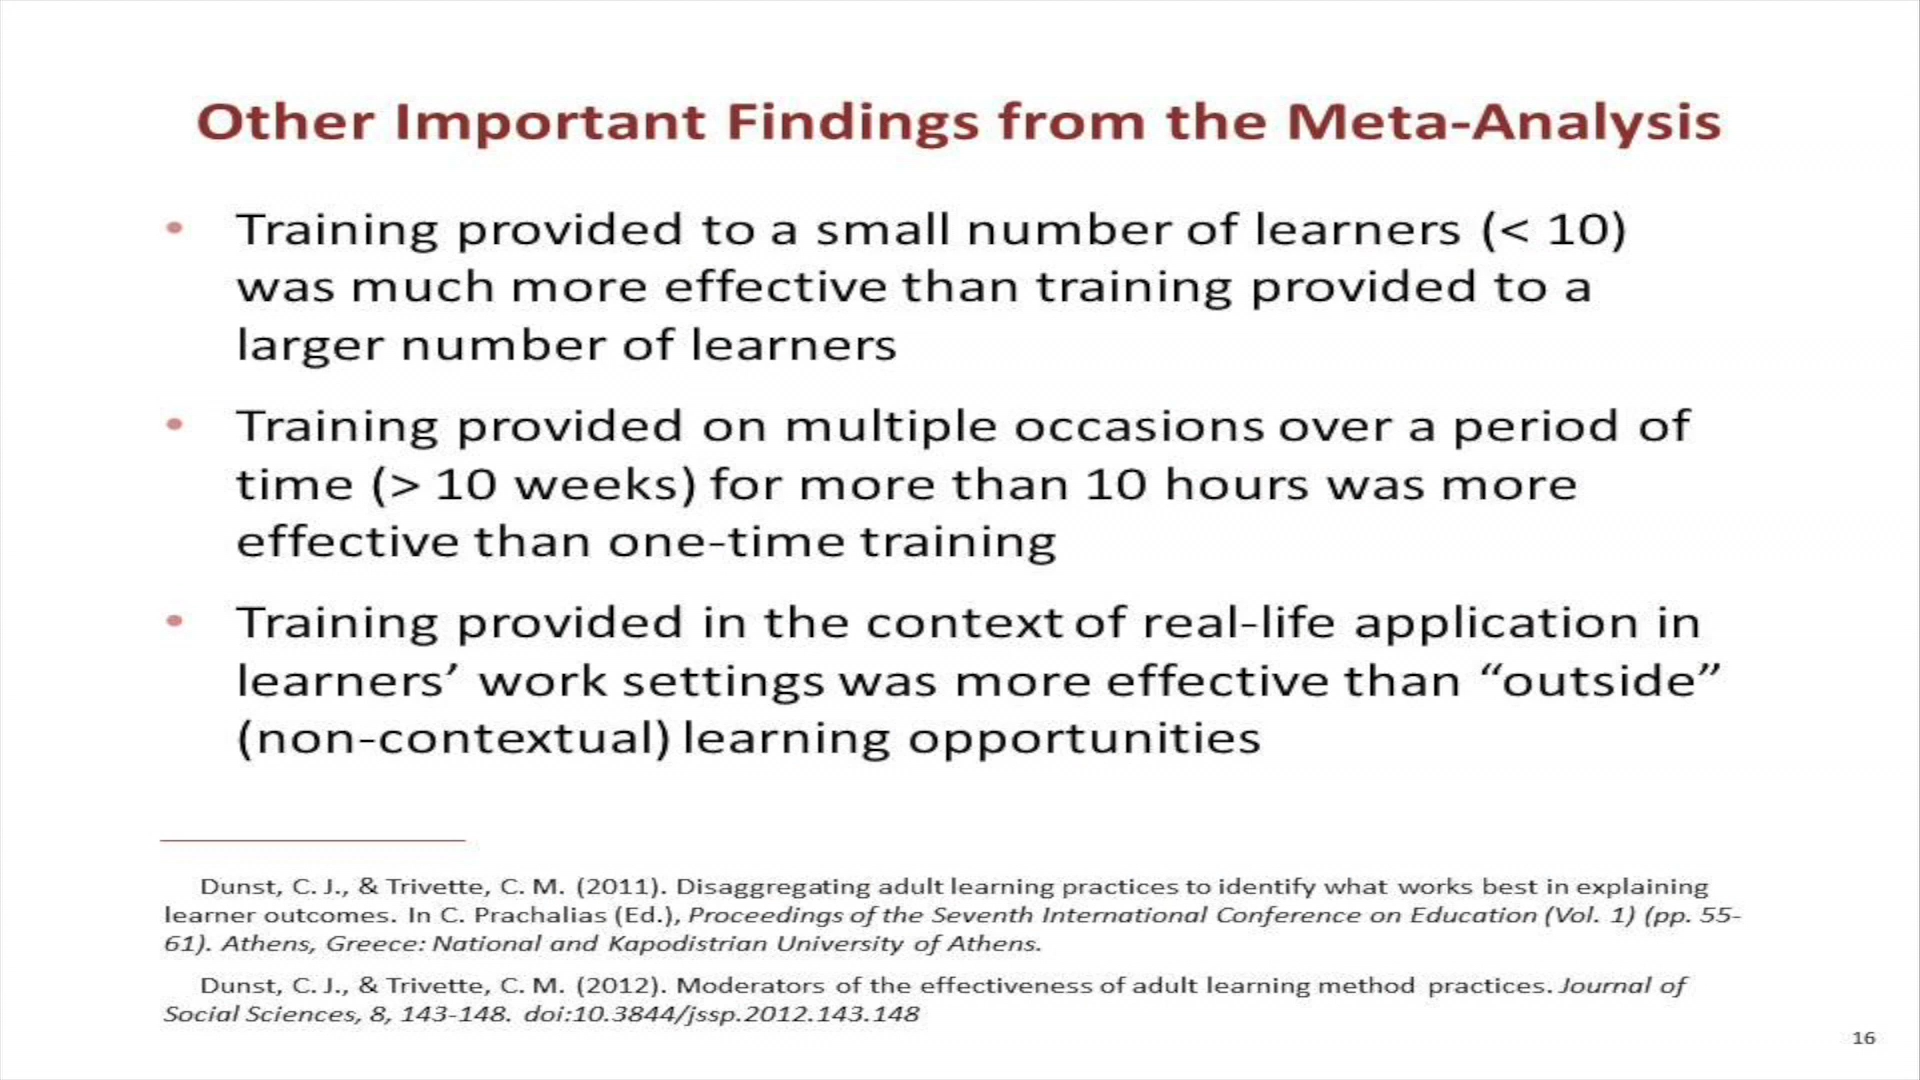 Other Important Findings from the Meta-Analysis
• Training provided to a small number of learners (< 10)
was much more effective than training provided to a
larger number of learners
• Training provided on multiple occasions over a period of
time (> 10 weeks) for more than 10 hours was more
effective than one-time training
• Training provided in the context of real-life application in
learners’ work settings was more effective than “outside”
(non-contextual) learning opportunities
Dunst, C. J., & Trivette, C. M. (2011). Disaggregating adult learning practices to identify what works best in explaining
learner outcomes. In C. Prachalias (Ed.), Proceedings of the Seventh International Conference on Education (Vol. 1) (pp. 55-
61). Athens, Greece: National and Kapodistrian University of Athens.
Dunst, C. J., & Trivette, C. M. (2012). Moderators of the effectiveness of adult learning method practices. Journal of
Social Sciences, 8, 143-148. doi:10.3844/jssp.2012.143.148
16